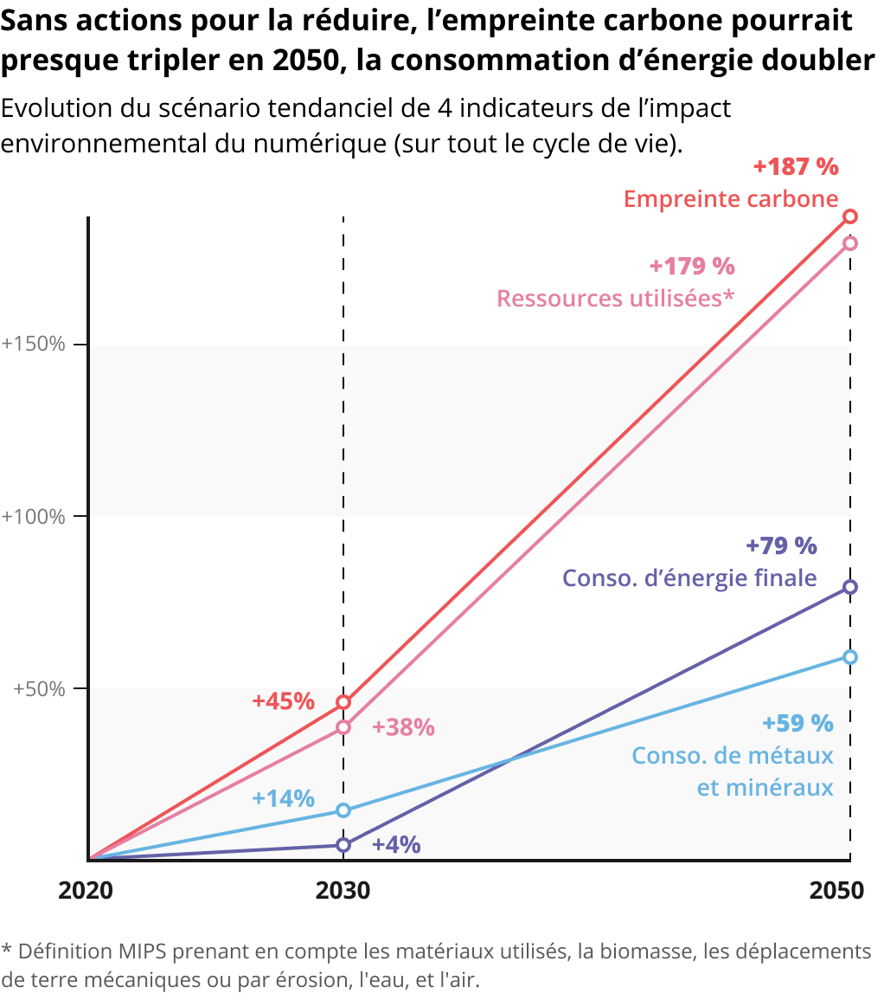 Sans actions pour la réduire, l’empreinte carbone pourrait
presque tripler en 2050, la consommation d’énergie doubler
Evolution du scénario tendanciel de 4 indicateurs de l’impact
environnemental du numérique (sur tout le cycle de vie).
+187 %
Empreinte carbone
+179 %
Ressources utilisées*
+150%
+100%
+79 %
Conso. d’énergie finale
+50%
+45%
+38%
+59 %
Conso. de métaux
et minéraux
+14%
+4%
2020
2030
2050
* Définition MIPS prenant en compte les matériaux utilisés, la biomasse, les déplacements
de terre mécaniques ou par érosion, l'eau, et l'air.